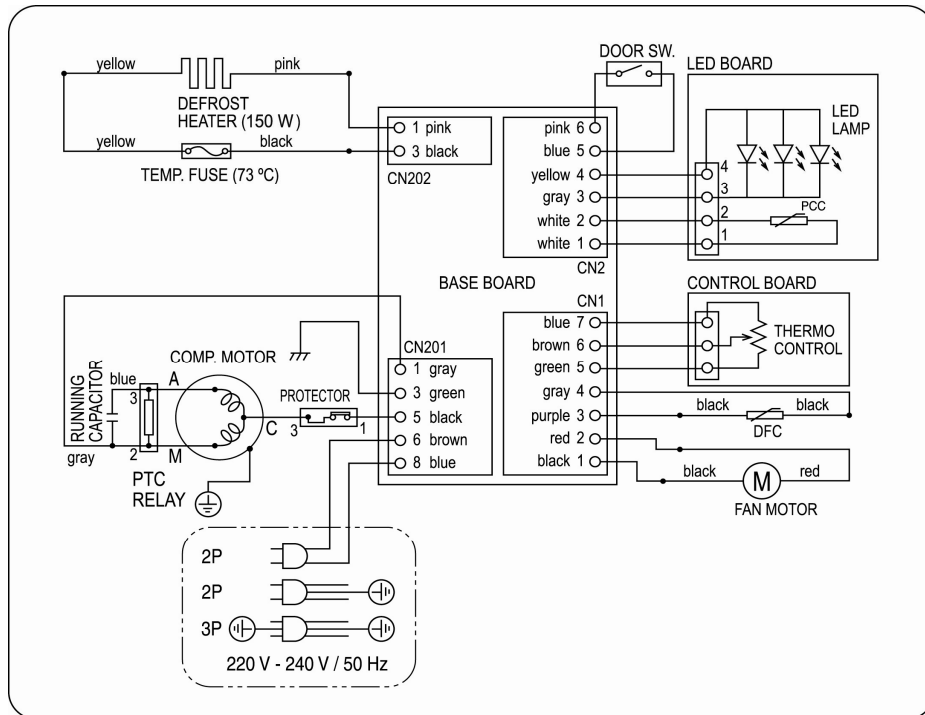 yellow
pink
DEFROST
HEATER (150 W)
yellow
black
TEMP. FUSE (73 ºC)
1 pink
3 black
CN202
DOOR SW.
pink 6
blue 5
yellow 4
gray 3
white 2
white 1
CN2
LED BOARD
LED
LAMP
4
3
2
1
PCC
BASE BOARD
CN1
blue 7
brown 6
green 5
gray 4
purple 3
red 2
black 1
CONTROL BOARD
THERMO
CONTROL
black
black
DFC
black
red
M
FAN MOTOR
CN201
1 gray
3 green
5 black
6 brown
8 blue
COMP. MOTOR
RUNNING
CAPACITOR
blue
3
A
2
M
gray
C
PROTECTOR
3
1
PTC
RELAY
2P
2P
3P
220 V - 240 V / 50 Hz